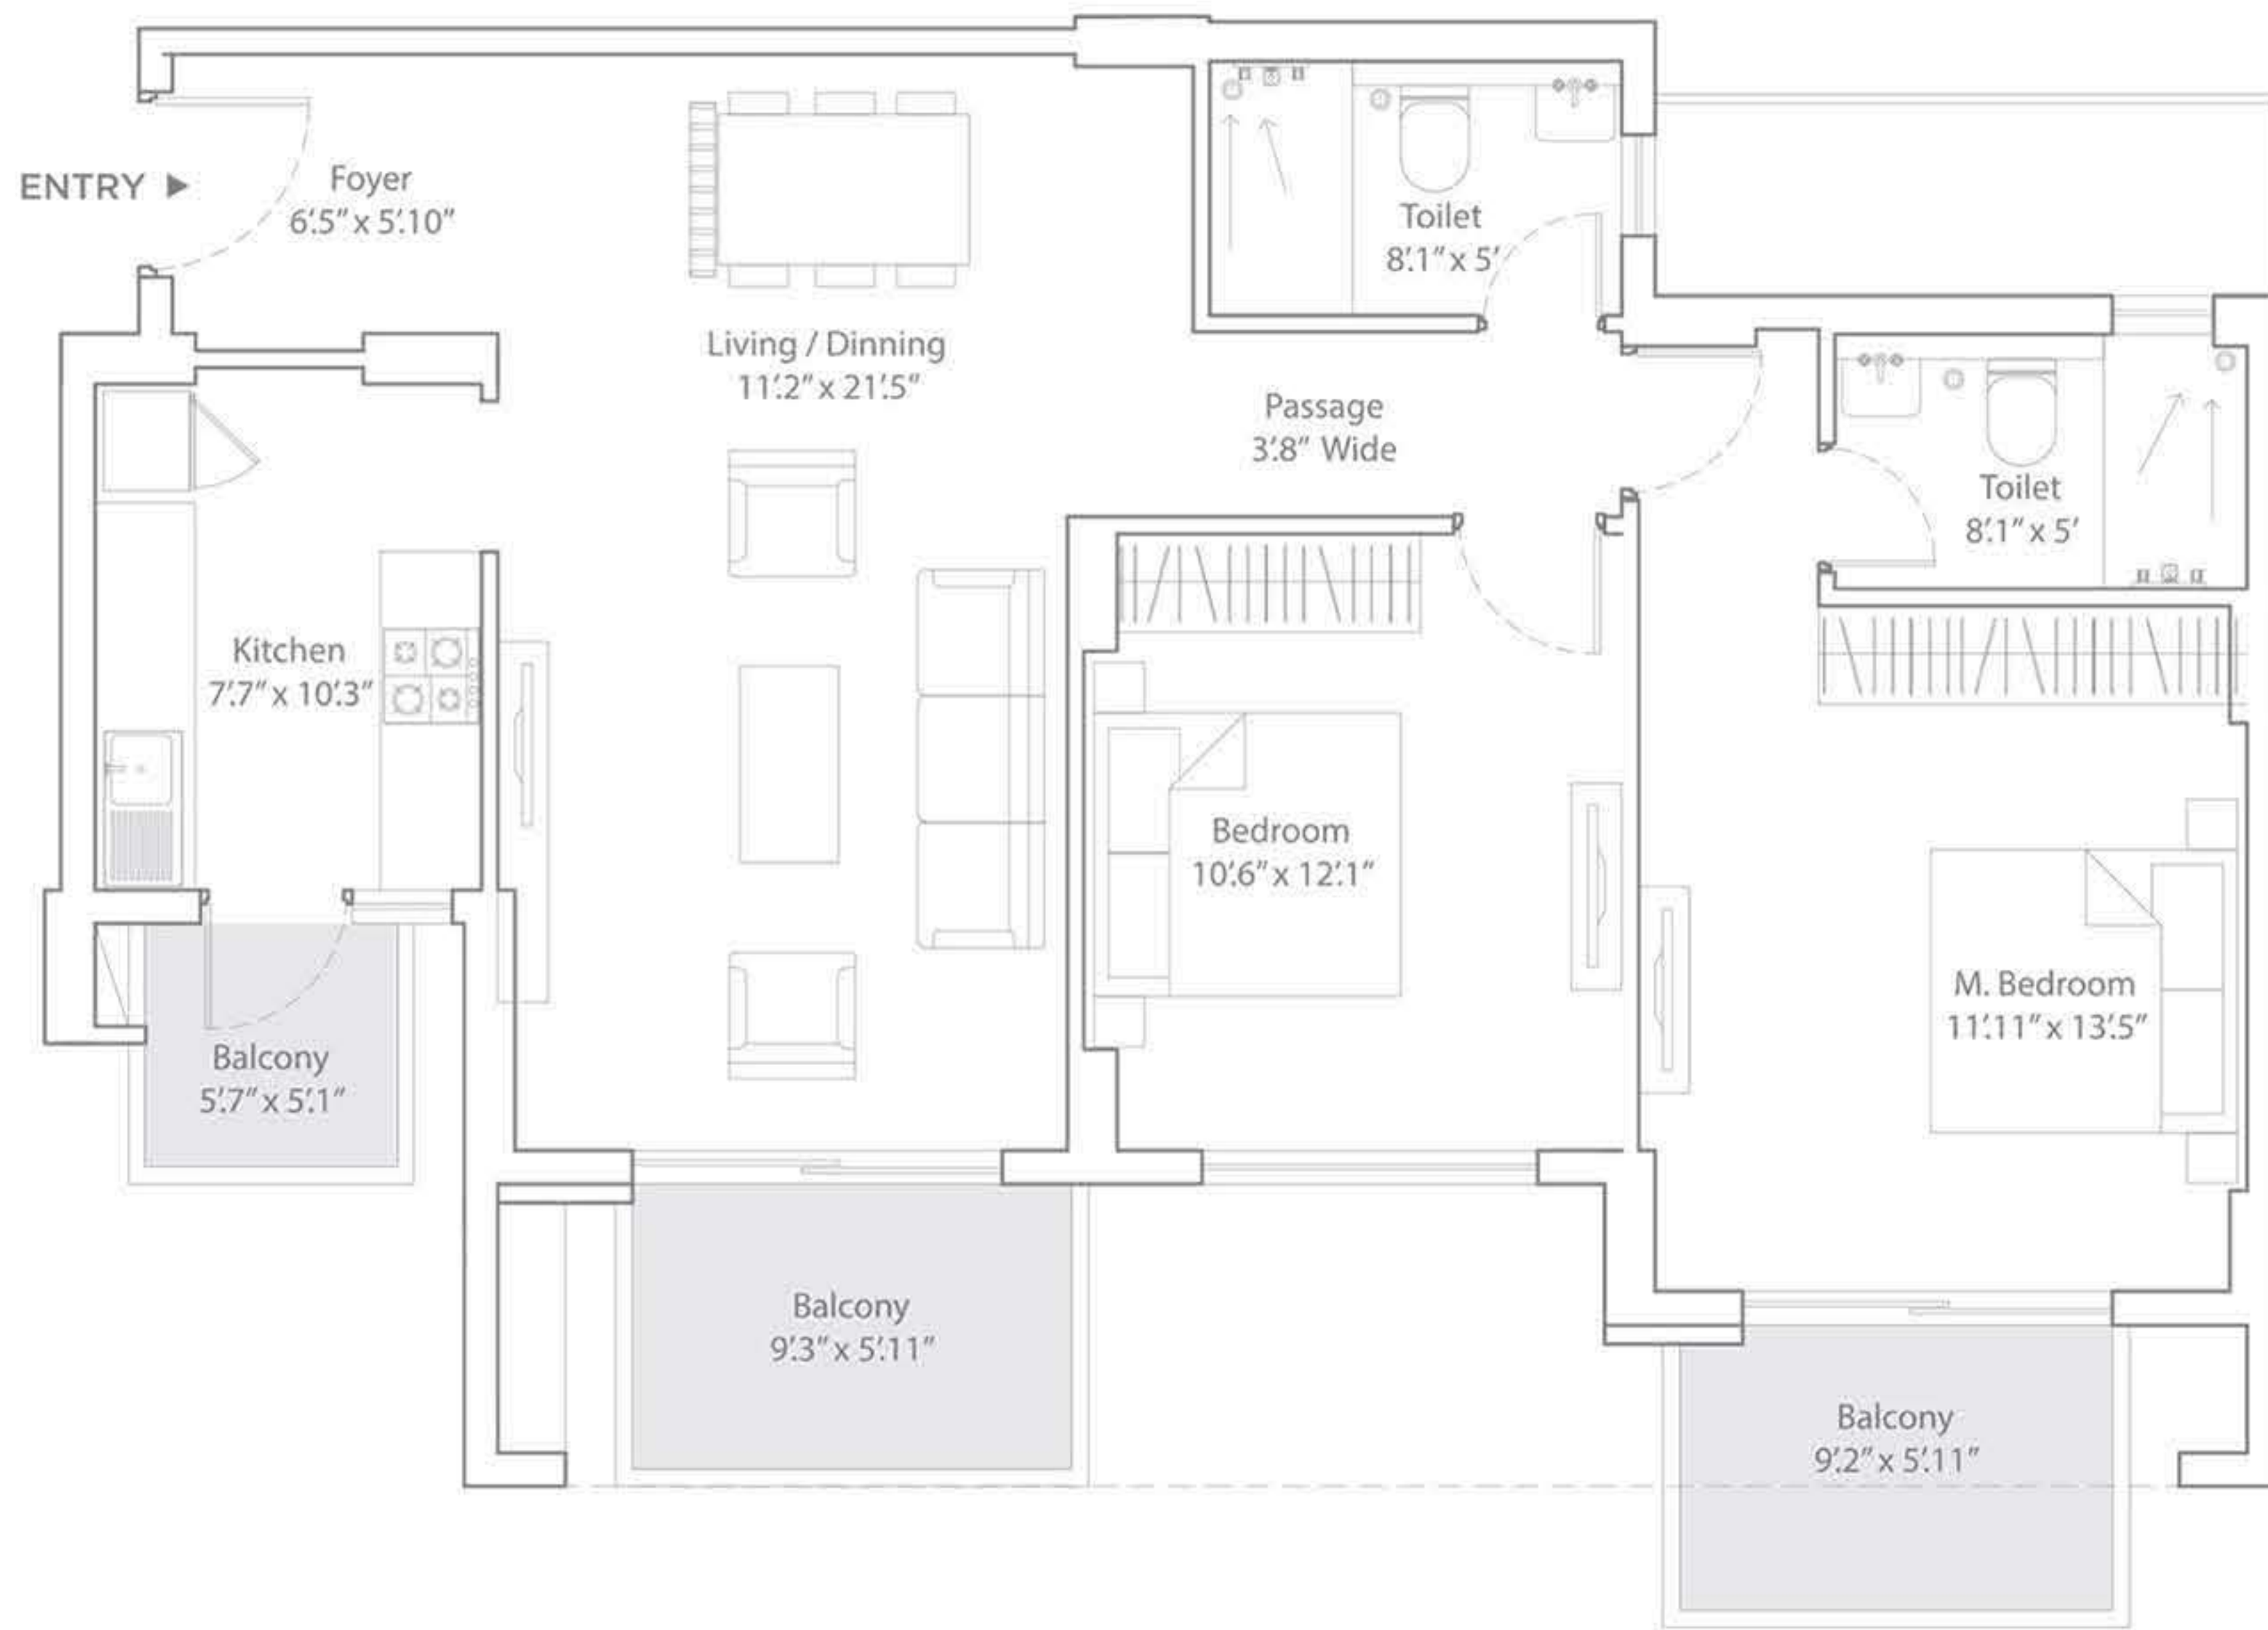 ENTRY
Foyer
6'.5" x 5'.10"
Toilet
8'.1" x 5'
Living / Dinning
11'.2" x 21'.5"
Passage
3'.8" Wide
Toilet
8'.1" x 5'
Kitchen
7'.7" x 10'.3"
Bedroom
10'.6" x 12'.1"
M. Bedroom
11'.11" x 13'.5"
Balcony
5'.7" x 5'.1"
Balcony
9'.3" x 5'.11"
Balcony
9'.2" x 5'.11"